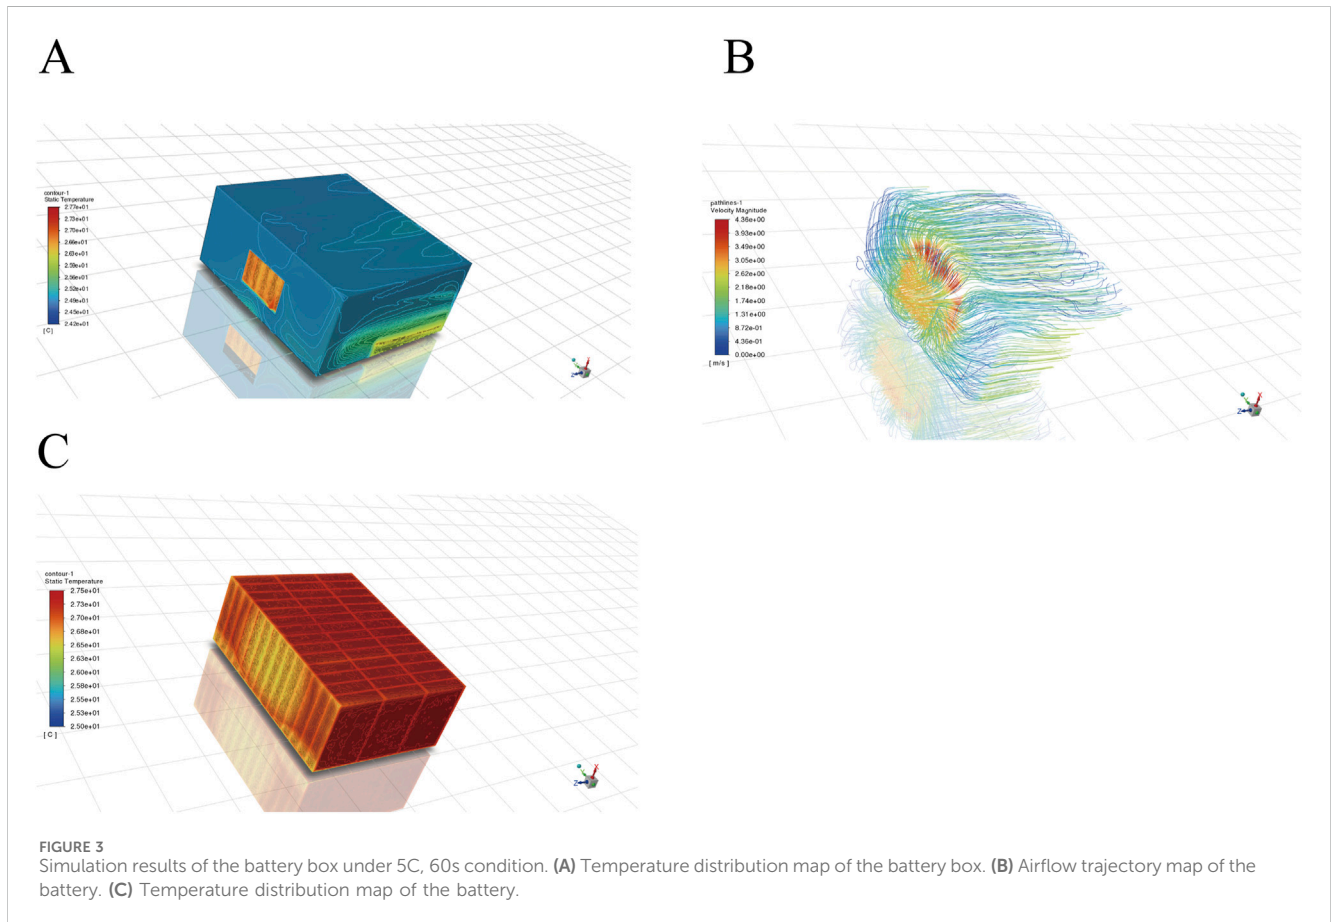 A
B
contour-1
Static Temperature
2.77e+01
2.73e+01
2.70e+01
2.66e+01
2.63e+01
2.59e+01
2.56e+01
2.52e+01
2.49e+01
2.45e+01
2.42e+01
[ C ]
Z
pathlines-1
Velocity Magnitude
4.36e+00
3.93e+00
3.49e+00
3.05e+00
2.62e+00
2.18e+00
1.74e+00
1.31e+00
8.72e-01
4.36e-01
0.00e+00
[ m/s ]
X
Z
C
contour-1
Static Temperature
2.75e+01
2.73e+01
2.70e+01
2.68e+01
2.65e+01
2.63e+01
2.60e+01
2.58e+01
2.55e+01
2.53e+01
2.50e+01
[ C ]
X
Z
FIGURE 3
Simulation results of the battery box under 5C, 60s condition. (A) Temperature distribution map of the battery box. (B) Airflow trajectory map of the
battery. (C) Temperature distribution map of the battery.